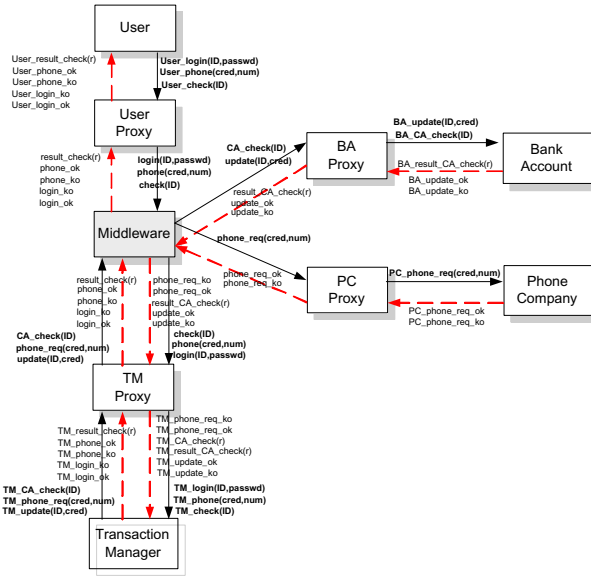 User
User_result_check(r)
User_phone_ok
User_phone_ko
User_login_ko
User_login_ok
User_login(ID,passwd)
User_phone(cred,num)
User_check(ID)
User
Proxy
result_check(r)
phone_ok
phone_ko
login_ko
login_ok
login(ID,passwd)
phone(cred,num)
check(ID)
CA_check(ID)
update(ID,cred)
BA
Proxy
BA_update(ID,cred)
BA_CA_check(ID)
BA_result_CA_check(r)
BA_update_ok
BA_update_ko
Bank
Account
result_CA_check(r)
update_ok
update_ko
Middleware
phone_req(cred,num)
phone_req_ok
phone_req_ko
PC
Proxy
PC_phone_req(cred,num)
PC_phone_req_ok
PC_phone_req_ko
Phone
Company
result_check(r)
phone_ok
phone_ko
login_ko
login_ok
CA_check(ID)
phone_req(cred,num)
update(ID,cred)
phone_req_ko
phone_req_ok
result_CA_check(r)
update_ok
update_ko
check(ID)
phone(cred,num)
login(ID,passwd)
TM
Proxy
TM_result_check(r)
TM_phone_ok
TM_phone_ko
TM_login_ko
TM_login_ok
TM_CA_check(ID)
TM_phone_req(cred,num)
TM_update(ID,cred)
TM_phone_req_ko
TM_phone_req_ok
TM_CA_check(r)
TM_result_CA_check(r)
TM_update_ok
TM_update_ko
TM_login(ID,passwd)
TM_phone(cred,num)
TM_check(ID)
Transaction
Manager